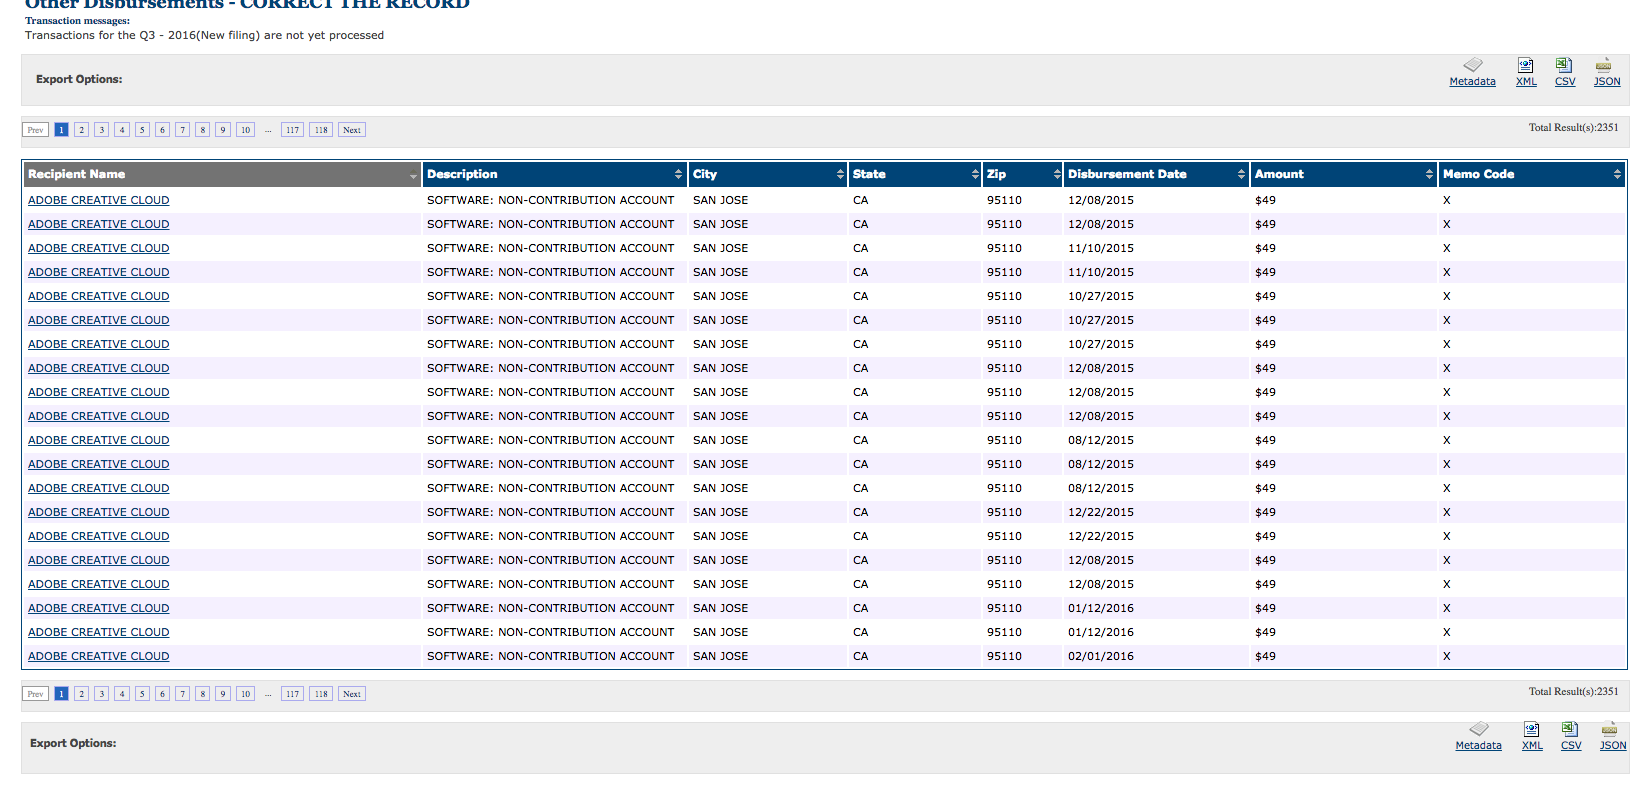 Other Disbursements - CORRECT THE RECORD
Transaction messages:
Transactions for the Q3 - 2016(New filing) are not yet processed
Export Options:
Metadata XML CSV JSON
Prev 1 2 3 4 5 6 7 8 9 10 ... 117 118 Next Total Result(s):2351
Recipient Name Description City State Zip Disbursement Date Amount Memo Code
ADOBE CREATIVE CLOUD SOFTWARE: NON-CONTRIBUTION ACCOUNT SAN JOSE CA 95110 12/08/2015 $49 X
ADOBE CREATIVE CLOUD SOFTWARE: NON-CONTRIBUTION ACCOUNT SAN JOSE CA 95110 12/08/2015 $49 X
ADOBE CREATIVE CLOUD SOFTWARE: NON-CONTRIBUTION ACCOUNT SAN JOSE CA 95110 11/10/2015 $49 X
ADOBE CREATIVE CLOUD SOFTWARE: NON-CONTRIBUTION ACCOUNT SAN JOSE CA 95110 11/10/2015 $49 X
ADOBE CREATIVE CLOUD SOFTWARE: NON-CONTRIBUTION ACCOUNT SAN JOSE CA 95110 10/27/2015 $49 X
ADOBE CREATIVE CLOUD SOFTWARE: NON-CONTRIBUTION ACCOUNT SAN JOSE CA 95110 10/27/2015 $49 X
ADOBE CREATIVE CLOUD SOFTWARE: NON-CONTRIBUTION ACCOUNT SAN JOSE CA 95110 10/27/2015 $49 X
ADOBE CREATIVE CLOUD SOFTWARE: NON-CONTRIBUTION ACCOUNT SAN JOSE CA 95110 12/08/2015 $49 X
ADOBE CREATIVE CLOUD SOFTWARE: NON-CONTRIBUTION ACCOUNT SAN JOSE CA 95110 12/08/2015 $49 X
ADOBE CREATIVE CLOUD SOFTWARE: NON-CONTRIBUTION ACCOUNT SAN JOSE CA 95110 12/08/2015 $49 X
ADOBE CREATIVE CLOUD SOFTWARE: NON-CONTRIBUTION ACCOUNT SAN JOSE CA 95110 08/12/2015 $49 X
ADOBE CREATIVE CLOUD SOFTWARE: NON-CONTRIBUTION ACCOUNT SAN JOSE CA 95110 08/12/2015 $49 X
ADOBE CREATIVE CLOUD SOFTWARE: NON-CONTRIBUTION ACCOUNT SAN JOSE CA 95110 08/12/2015 $49 X
ADOBE CREATIVE CLOUD SOFTWARE: NON-CONTRIBUTION ACCOUNT SAN JOSE CA 95110 12/22/2015 $49 X
ADOBE CREATIVE CLOUD SOFTWARE: NON-CONTRIBUTION ACCOUNT SAN JOSE CA 95110 12/22/2015 $49 X
ADOBE CREATIVE CLOUD SOFTWARE: NON-CONTRIBUTION ACCOUNT SAN JOSE CA 95110 12/08/2015 $49 X
ADOBE CREATIVE CLOUD SOFTWARE: NON-CONTRIBUTION ACCOUNT SAN JOSE CA 95110 12/08/2015 $49 X
ADOBE CREATIVE CLOUD SOFTWARE: NON-CONTRIBUTION ACCOUNT SAN JOSE CA 95110 01/12/2016 $49 X
ADOBE CREATIVE CLOUD SOFTWARE: NON-CONTRIBUTION ACCOUNT SAN JOSE CA 95110 01/12/2016 $49 X
ADOBE CREATIVE CLOUD SOFTWARE: NON-CONTRIBUTION ACCOUNT SAN JOSE CA 95110 02/01/2016 $49 X
Prev 1 2 3 4 5 6 7 8 9 10 ... 117 118 Next Total Result(s):2351
Export Options:
Metadata XML CSV JSON